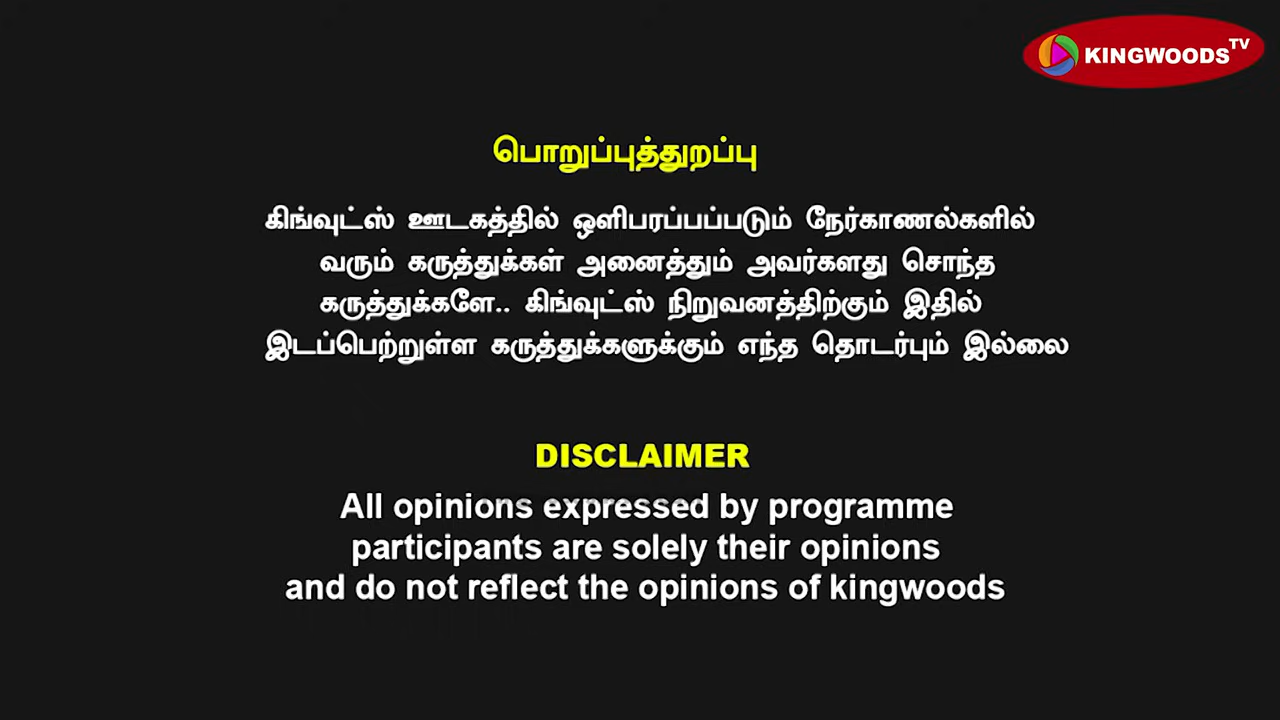 KINGWOODS TV
பொறுப்புத்துறப்பு
கிங்வுட்ஸ் ஊடகத்தில் ஒளிபரப்பப்படும் நேர்காணல்களில்
வரும் கருத்துக்கள் அனைத்தும் அவர்களது சொந்த
கருத்துக்களே.. கிங்வுட்ஸ் நிறுவனத்திற்கும் இதில்
இடப்பெற்றுள்ள கருத்துக்களுக்கும் எந்த தொடர்பும் இல்லை
DISCLAIMER
All opinions expressed by programme
participants are solely their opinions
and do not reflect the opinions of kingwoods